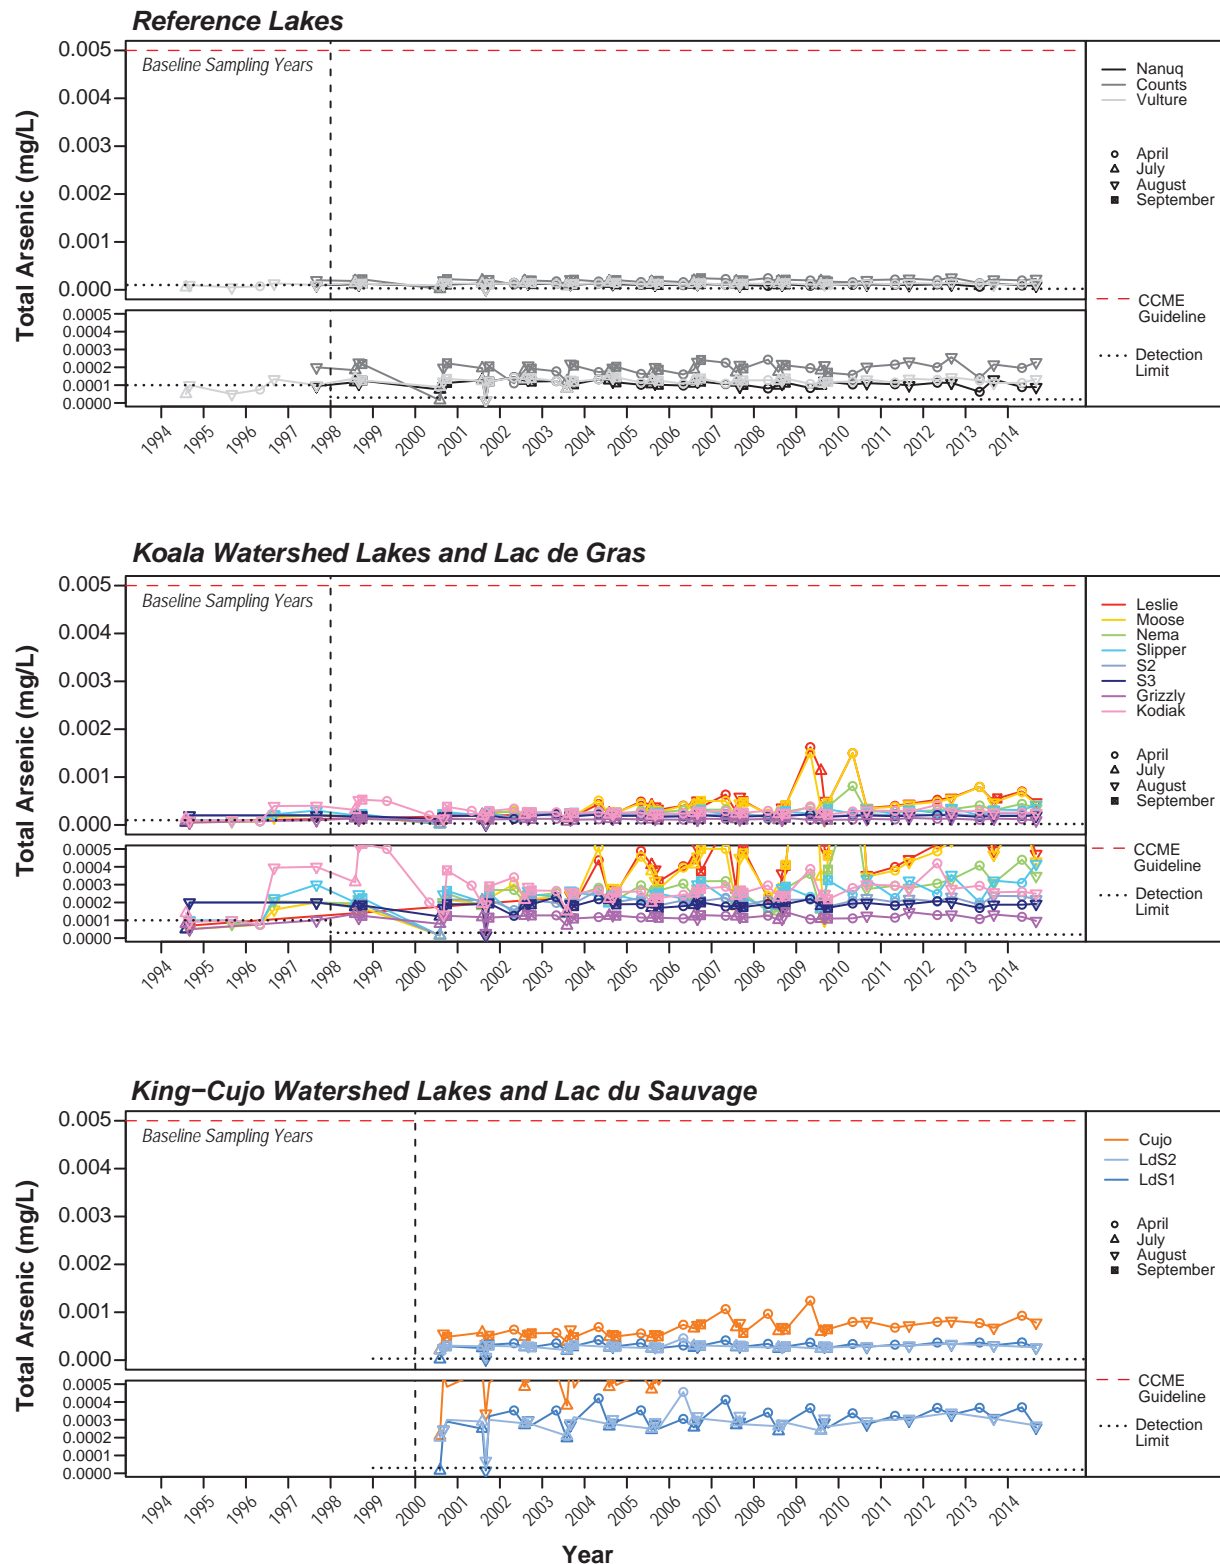 Reference Lakes
Total Arsenic (mg/L)
0.005
0.004
0.003
0.002
0.001
0.000
Baseline Sampling Years
Nanuq
Counts
Vulture
April
July
August
September
CCME
Guideline
Detection
Limit
0.0005
0.0004
0.0003
0.0002
0.0001
0.0000
1994 1995 1996 1997 1998 1999 2000 2001 2002 2003 2004 2005 2006 2007 2008 2009 2010 2011 2012 2013 2014
Koala Watershed Lakes and Lac de Gras
Total Arsenic (mg/L)
0.005
0.004
0.003
0.002
0.001
0.000
Baseline Sampling Years
Leslie
Moose
Nema
Slipper
S2
S3
Grizzly
Kodiak
April
July
August
September
CCME
Guideline
Detection
Limit
0.0005
0.0004
0.0003
0.0002
0.0001
0.0000
1994 1995 1996 1997 1998 1999 2000 2001 2002 2003 2004 2005 2006 2007 2008 2009 2010 2011 2012 2013 2014
King−Cujo Watershed Lakes and Lac du Sauvage
Total Arsenic (mg/L)
0.005
0.004
0.003
0.002
0.001
0.000
Baseline Sampling Years
Cujo
LdS2
LdS1
April
July
August
September
CCME
Guideline
Detection
Limit
0.0005
0.0004
0.0003
0.0002
0.0001
0.0000
1994 1995 1996 1997 1998 1999 2000 2001 2002 2003 2004 2005 2006 2007 2008 2009 2010 2011 2012 2013 2014
Year